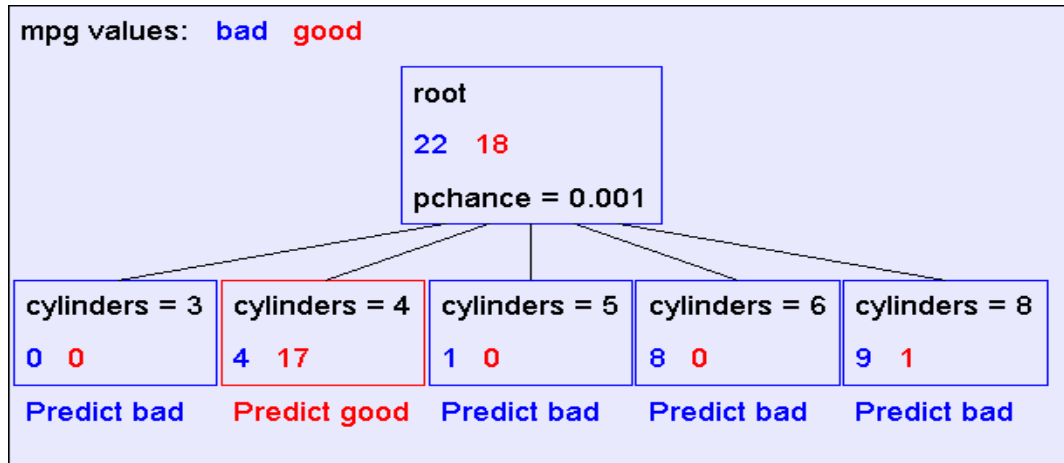 mpg values: bad good
root
22 18
pchance = 0.001
cylinders = 3
0 0
Predict bad
cylinders = 4
4 17
Predict good
cylinders = 5
1 0
Predict bad
cylinders = 6
8 0
Predict bad
cylinders = 8
9 1
Predict bad